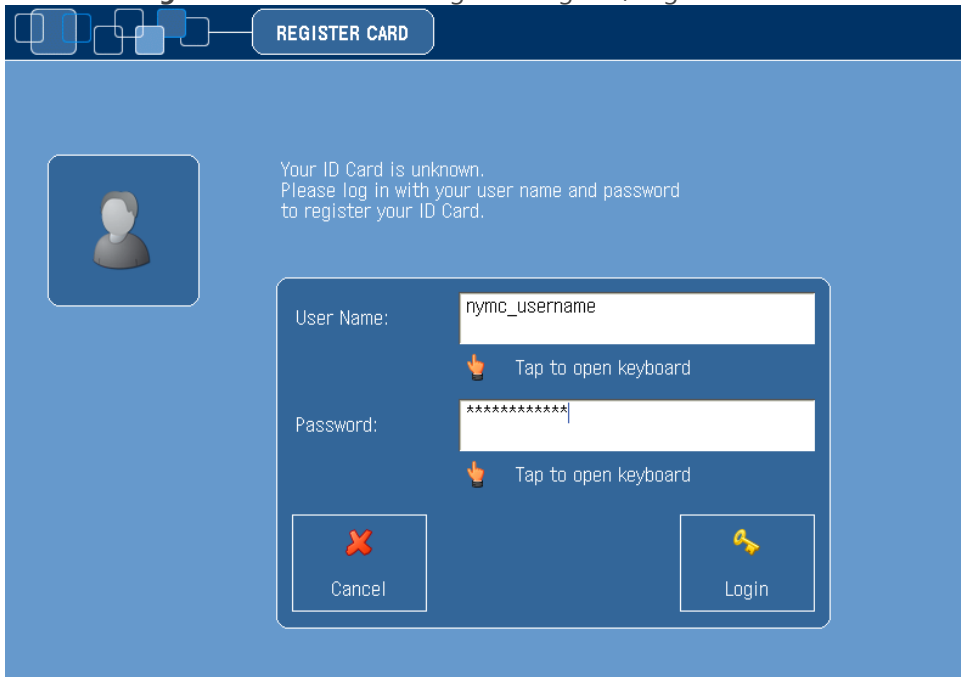 REGISTER CARD
Your ID Card is unknown.
Please log in with your user name and password
to register your ID Card.
User Name:
nymc_username
Tap to open keyboard
Password:
************
Tap to open keyboard
Cancel
Login